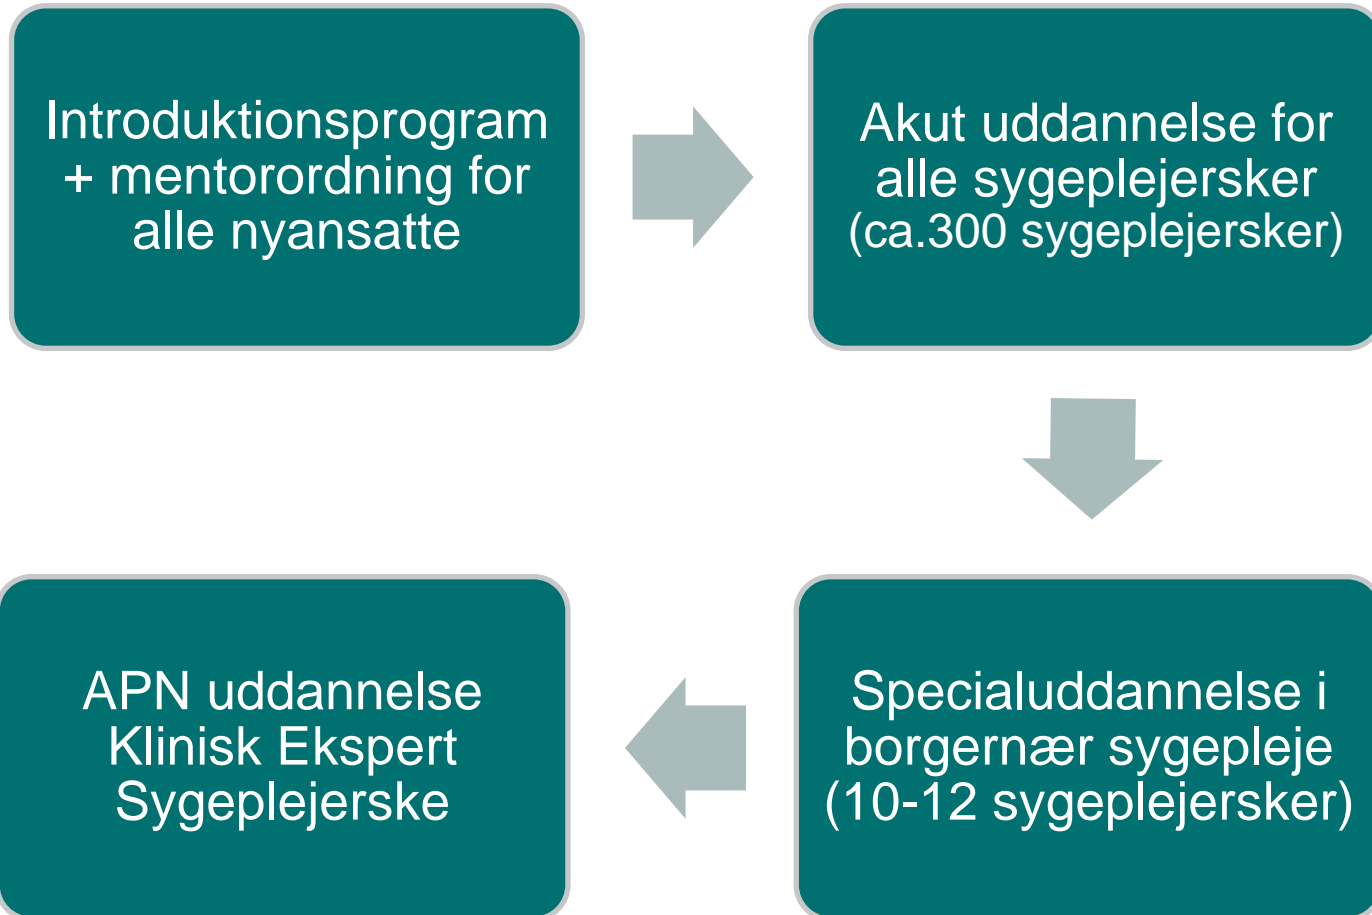 Introduktionsprogram
+ mentorordning for
alle nyansatte
Akut uddannelse for
alle sygeplejersker
(ca.300 sygeplejersker)
Specialuddannelse i
borgernær sygepleje
(10-12 sygeplejersker)
APN uddannelse
Klinisk Ekspert
Sygeplejerske